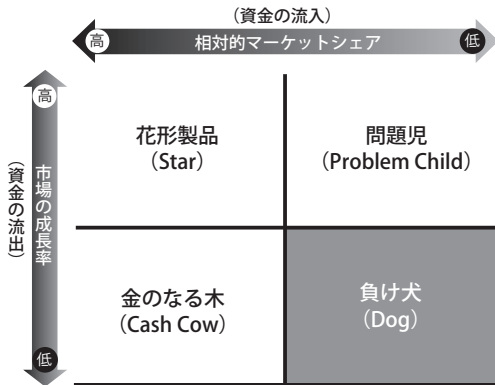 （資金の流入）
高 相対的マーケットシェア 低
高
市場の成長率
（資金の流出）
低
花形製品
（Star）
問題児
（Problem Child）
金のなる木
（Cash Cow）
負け犬
（Dog）